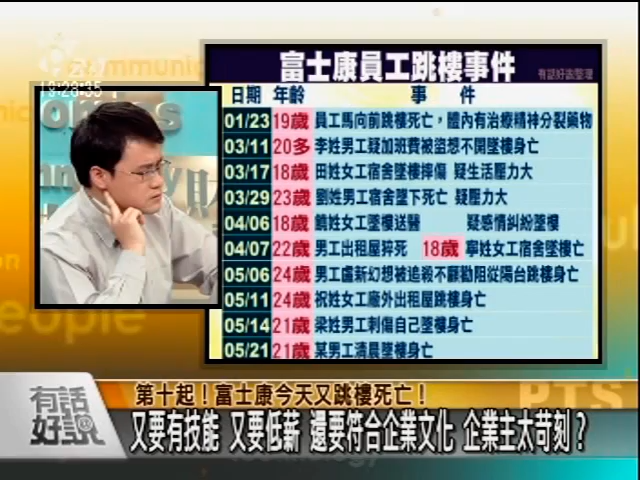 19:28:35
富士康員工跳樓事件
有話好說整理
日期 年齡 事 件
01/23 19歲 員工馬向前跳樓死亡，體內有治療精神分裂藥物
03/11 20多 李姓男工疑加班費被盜想不開墜樓身亡
03/17 18歲 田姓女工宿舍墜樓摔傷 疑生活壓力大
03/29 23歲 劉姓男工宿舍墜下死亡 疑壓力大
04/06 18歲 饒姓女工墜樓送醫 疑感情糾紛墜樓
04/07 22歲 男工出租屋猝死 18歲 寧姓女工宿舍墜樓亡
05/06 24歲 男工盧新幻想被追殺不顧勸阻從陽台跳樓身亡
05/11 24歲 祝姓女工廠外出租屋跳樓身亡
05/14 21歲 梁姓男工刺傷自己墜樓身亡
05/21 21歲 某男工清晨墜樓身亡
有話好說
第十起！富士康今天又跳樓死亡！
PTS
又要有技能 又要低薪 還要符合企業文化 企業主太苛刻？